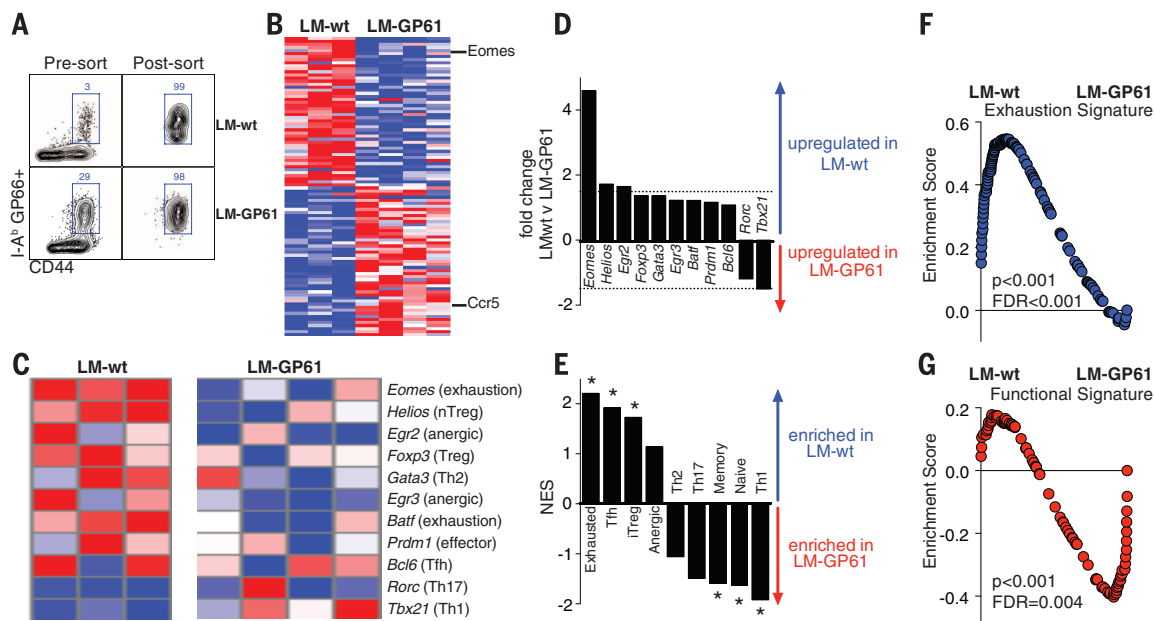 A
Pre-sort
Post-sort
3
99
LM-wt
29
98
LM-GP61
I-Aᵇ GP66+
CD44
B
LM-wt
LM-GP61
Eomes
Ccr5
C
LM-wt
LM-GP61
Eomes (exhaustion)
Helios (nTreg)
Egr2 (anergic)
Foxp3 (Treg)
Gata3 (Th2)
Egr3 (anergic)
Batf (exhaustion)
Prdm1 (effector)
Bcl6 (Tfh)
Rorc (Th17)
Tbx21 (Th1)
D
fold change
LMwt v LM-GP61
4
2
0
-2
Eomes
Helios
Egr2
Foxp3
Gata3
Egr3
Batf
Prdm1
Bcl6
Rorc
Tbx21
upregulated in
LM-wt
upregulated in
LM-GP61
E
NES
2
1
0
-1
-2
* * *
Exhausted
Tfh
iTreg
Anergic
Th2
Th17
Memory
Naive
Th1
* * *
enriched in
LM-wt
enriched in
LM-GP61
F
LM-wt
LM-GP61
Exhaustion Signature
Enrichment Score
0.6
0.4
0.2
0.0
p<0.001
FDR<0.001
G
LM-wt
LM-GP61
Functional Signature
Enrichment Score
0.2
0.0
-0.2
-0.4
p<0.001
FDR=0.004